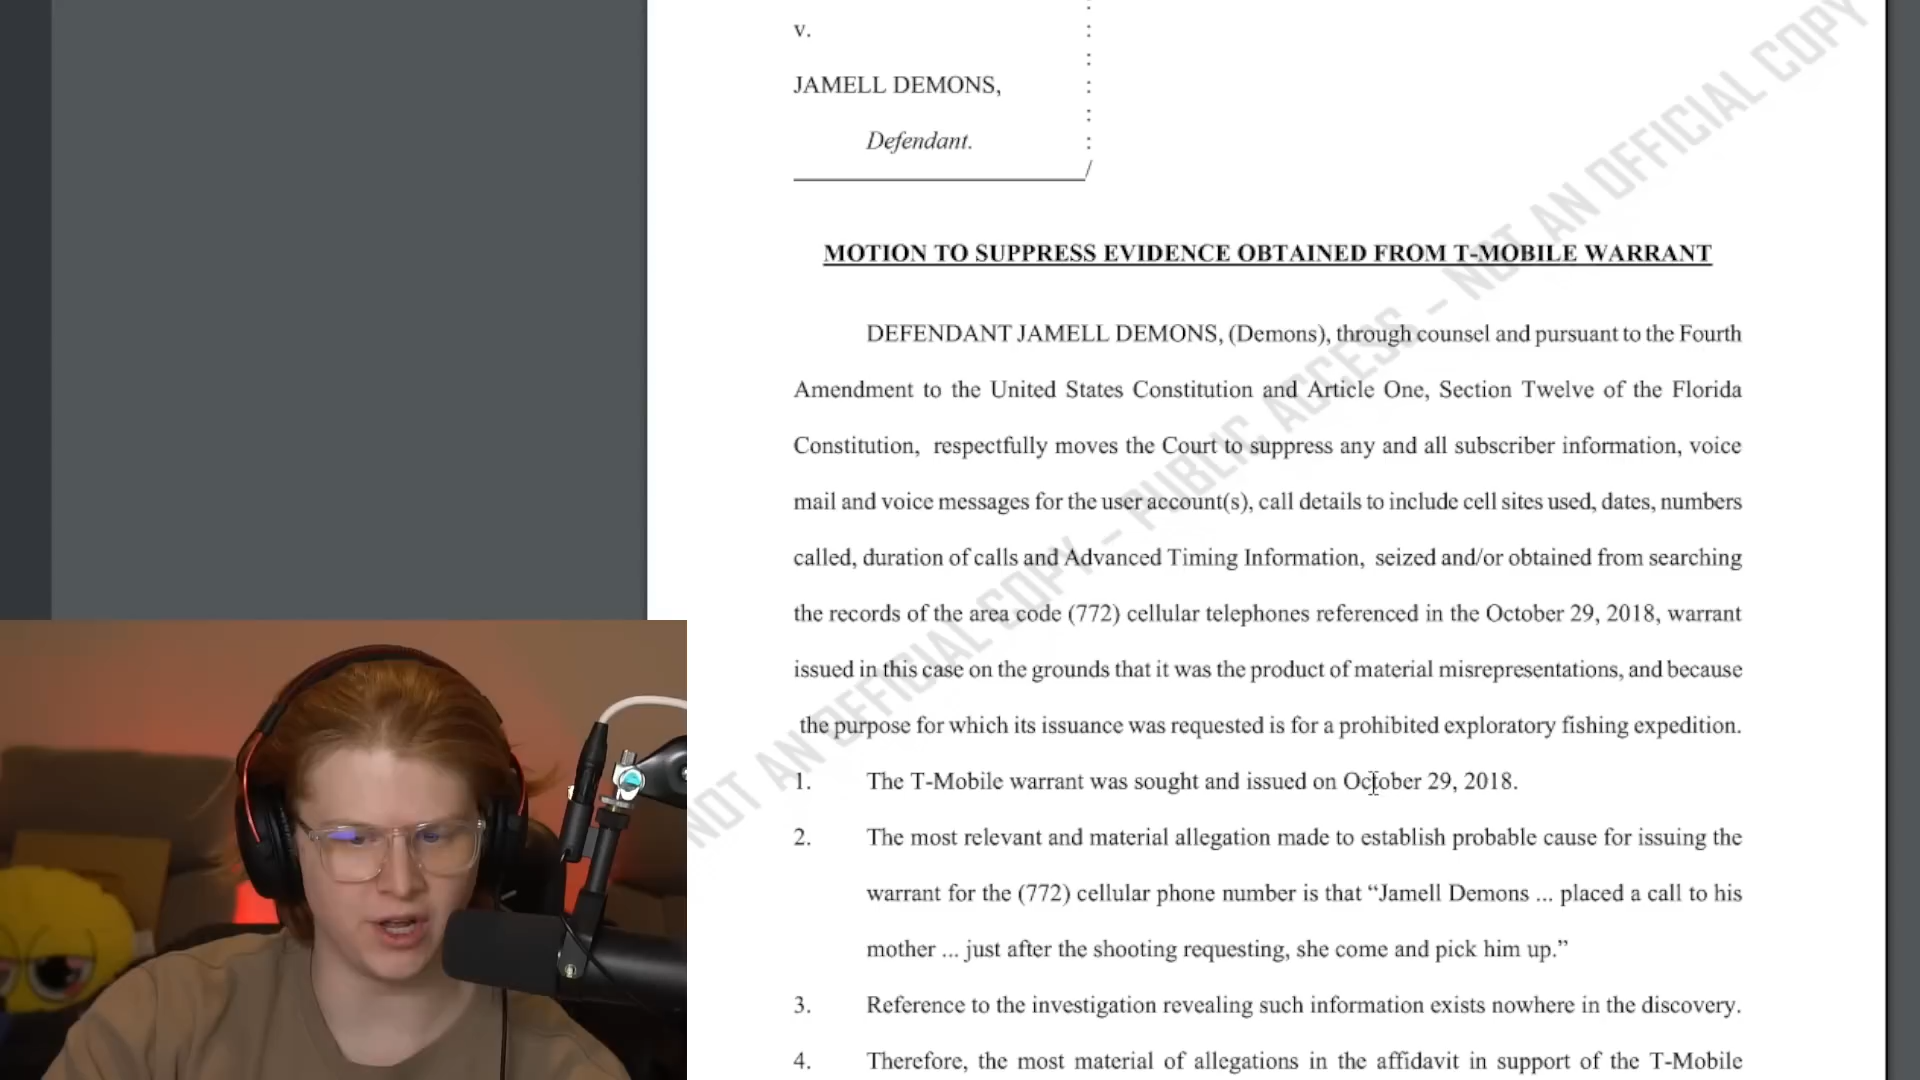 v.
JAMELL DEMONS,
Defendant.
MOTION TO SUPPRESS EVIDENCE OBTAINED FROM T-MOBILE WARRANT
DEFENDANT JAMELL DEMONS, (Demons), through counsel and pursuant to the Fourth
Amendment to the United States Constitution and Article One, Section Twelve of the Florida
Constitution, respectfully moves the Court to suppress any and all subscriber information, voice
mail and voice messages for the user account(s), call details to include cell sites used, dates, numbers
called, duration of calls and Advanced Timing Information, seized and/or obtained from searching
the records of the area code (772) cellular telephones referenced in the October 29, 2018, warrant
issued in this case on the grounds that it was the product of material misrepresentations, and because
the purpose for which its issuance was requested is for a prohibited exploratory fishing expedition.
1. The T-Mobile warrant was sought and issued on October 29, 2018.
2. The most relevant and material allegation made to establish probable cause for issuing the
warrant for the (772) cellular phone number is that “Jamell Demons ... placed a call to his
mother ... just after the shooting requesting, she come and pick him up.”
3. Reference to the investigation revealing such information exists nowhere in the discovery.
4. Therefore, the most material of allegations in the affidavit in support of the T-Mobile
NOT AN OFFICIAL COPY – PUBLIC ACCESS – NOT AN OFFICIAL COPY